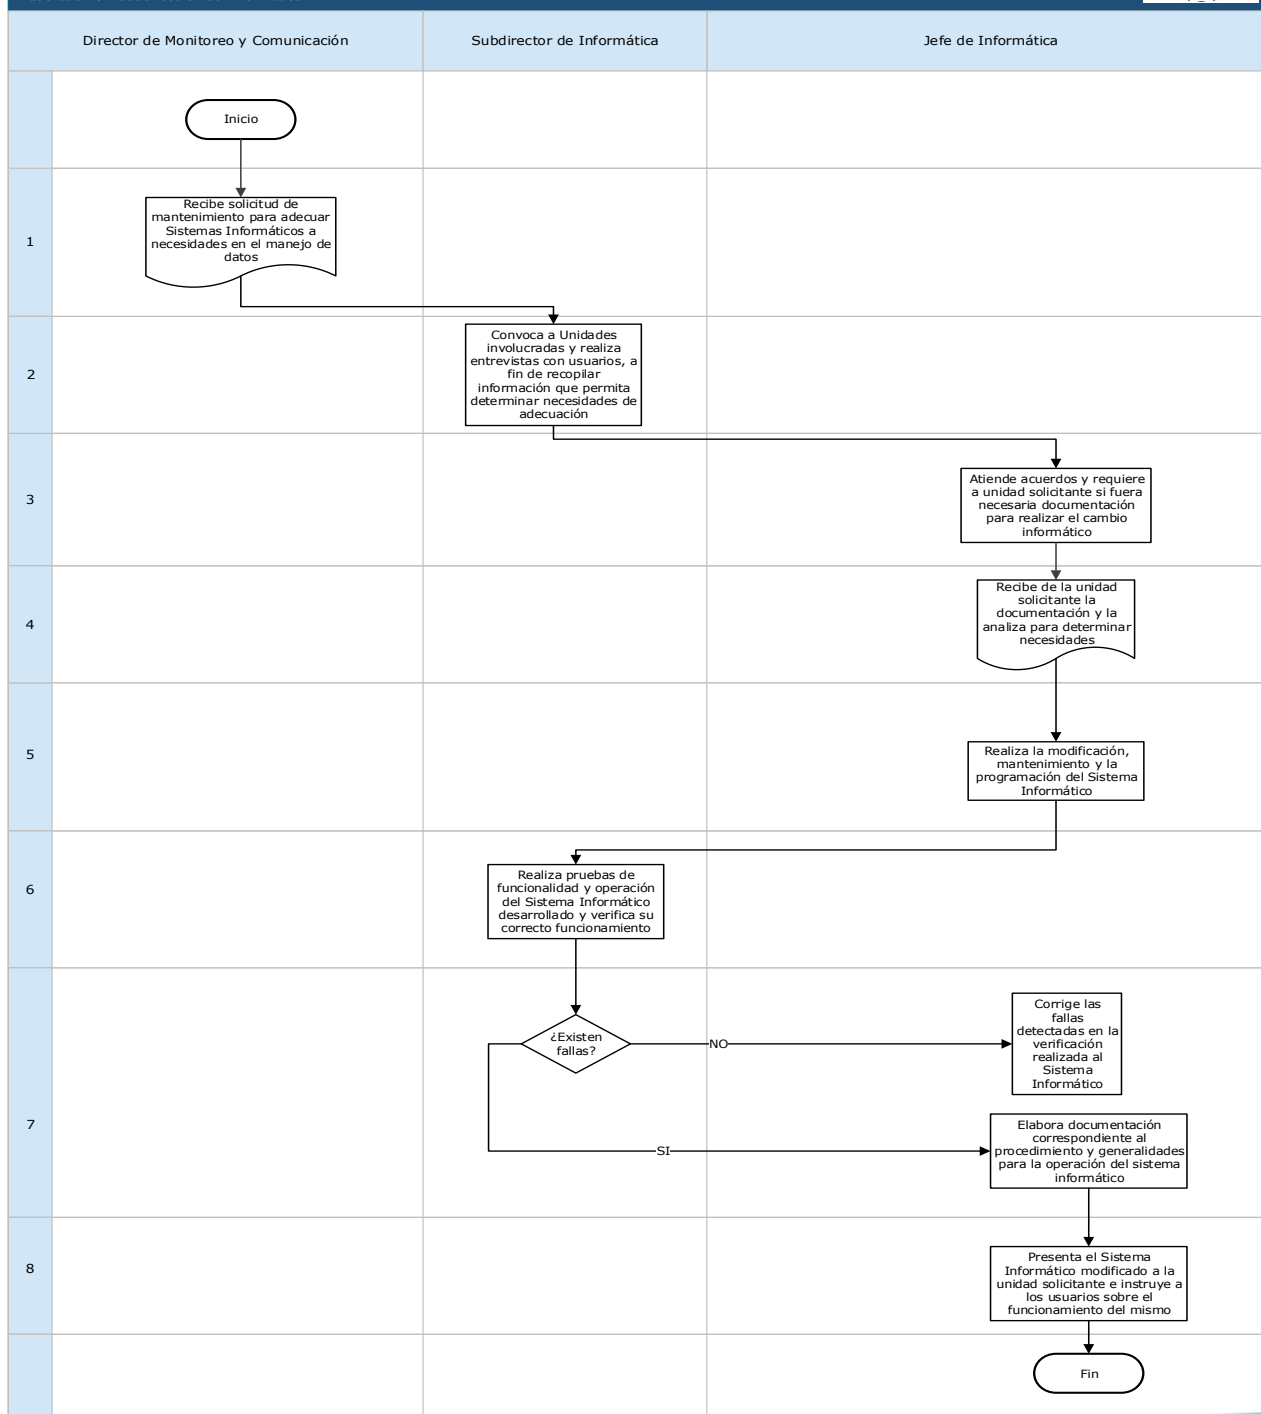 Director de Monitoreo y Comunicación
Subdirector de Informática
Jefe de Informática
Inicio
1
Recibe solicitud de
mantenimiento para adecuar
Sistemas Informáticos a
necesidades en el manejo de
datos
2
Convoca a Unidades
involucradas y realiza
entrevistas con usuarios, a
fin de recopilar
información que permita
determinar necesidades de
adecuación
3
Atiende acuerdos y requiere
a unidad solicitante si fuera
necesaria documentación
para realizar el cambio
informático
4
Recibe de la unidad
solicitante la
documentación y la
analiza para determinar
necesidades
5
Realiza la modificación,
mantenimiento y la
programación del Sistema
Informático
6
Realiza pruebas de
funcionalidad y operación
del Sistema Informático
desarrollado y verifica su
correcto funcionamiento
7
¿Existen
fallas?
NO
Corrige las
fallas
detectadas en la
verificación
realizada al
Sistema
Informático
SI
Elabora documentación
correspondiente al
procedimiento y generalidades
para la operación del sistema
informático
8
Presenta el Sistema
Informático modificado a la
unidad solicitante e instruye a
los usuarios sobre el
funcionamiento del mismo
Fin